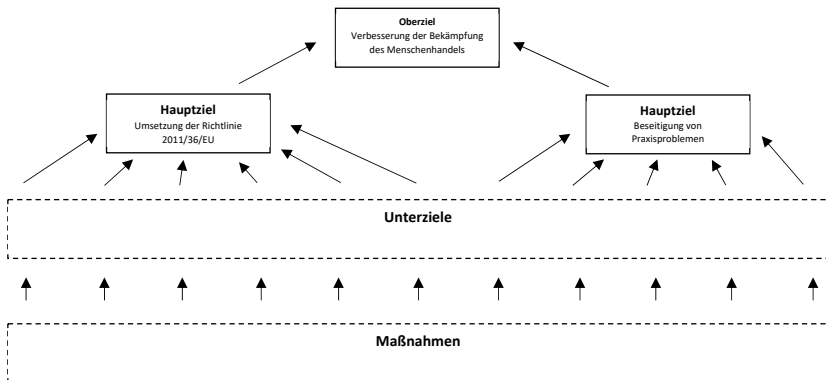 Oberziel
Verbesserung der Bekämpfung
des Menschenhandels
Hauptziel
Umsetzung der Richtlinie
2011/36/EU
Hauptziel
Beseitigung von
Praxisproblemen
Unterziele
Maßnahmen